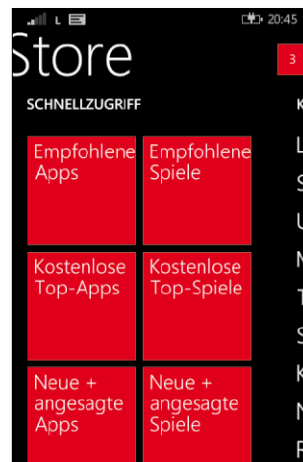 L
20:45
Store
3
SCHNELLZUGRIFF
Empfohlene
Apps
Empfohlene
Spiele
Kostenlose
Top-Apps
Kostenlose
Top-Spiele
Neue +
angesagte
Apps
Neue +
angesagte
Spiele